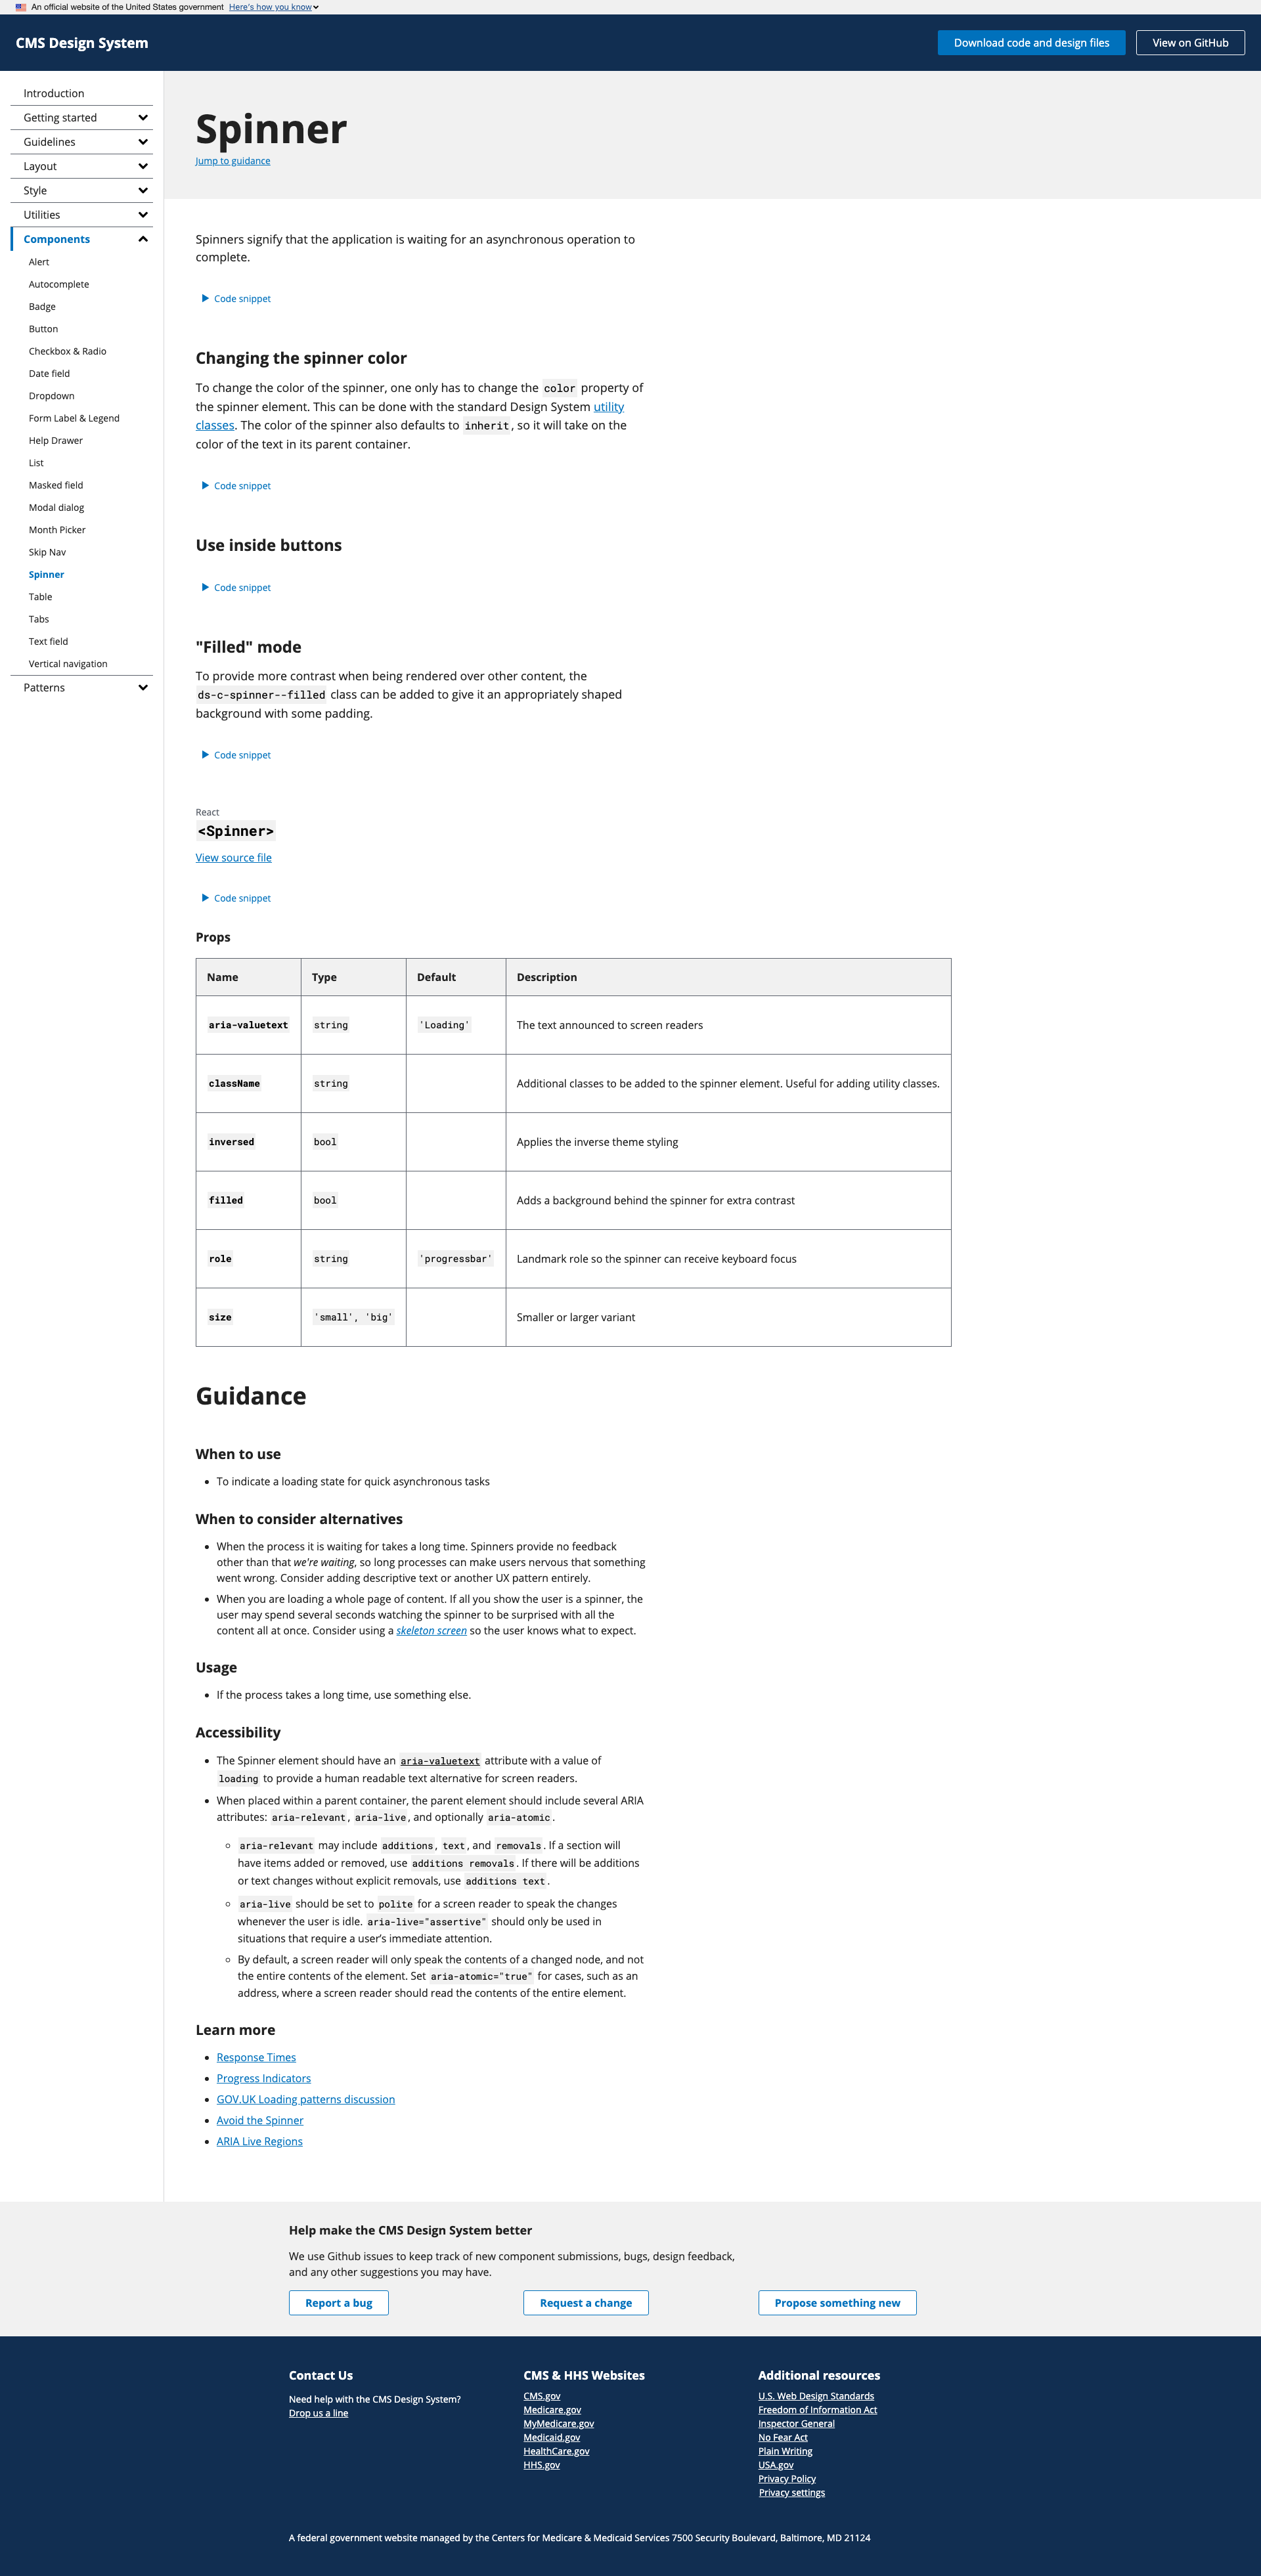 An official website of the United States government Here's how you know
CMS Design System
Download code and design files
View on GitHub
Introduction
Getting started
Guidelines
Layout
Style
Utilities
Components
Alert
Autocomplete
Badge
Button
Checkbox & Radio
Date field
Dropdown
Form Label & Legend
Help Drawer
List
Masked field
Modal dialog
Month Picker
Skip Nav
Spinner
Table
Tabs
Text field
Vertical navigation
Patterns
Spinner
Jump to guidance
Spinners signify that the application is waiting for an asynchronous operation to
complete.
Code snippet
Changing the spinner color
To change the color of the spinner, one only has to change the color property of
the spinner element. This can be done with the standard Design System utility
classes. The color of the spinner also defaults to inherit, so it will take on the
color of the text in its parent container.
Code snippet
Use inside buttons
Code snippet
"Filled" mode
To provide more contrast when being rendered over other content, the
ds-c-spinner--filled class can be added to give it an appropriately shaped
background with some padding.
Code snippet
React
<Spinner>
View source file
Code snippet
Props
Name Type Default Description
aria-valuetext string 'Loading' The text announced to screen readers
className string Additional classes to be added to the spinner element. Useful for adding utility classes.
inversed bool Applies the inverse theme styling
filled bool Adds a background behind the spinner for extra contrast
role string 'progressbar' Landmark role so the spinner can receive keyboard focus
size 'small', 'big' Smaller or larger variant
Guidance
When to use
To indicate a loading state for quick asynchronous tasks
When to consider alternatives
When the process it is waiting for takes a long time. Spinners provide no feedback
other than that we're waiting, so long processes can make users nervous that something
went wrong. Consider adding descriptive text or another UX pattern entirely.
When you are loading a whole page of content. If all you show the user is a spinner, the
user may spend several seconds watching the spinner to be surprised with all the
content all at once. Consider using a skeleton screen so the user knows what to expect.
Usage
If the process takes a long time, use something else.
Accessibility
The Spinner element should have an aria-valuetext attribute with a value of
loading to provide a human readable text alternative for screen readers.
When placed within a parent container, the parent element should include several ARIA
attributes: aria-relevant, aria-live, and optionally aria-atomic.
aria-relevant may include additions, text, and removals. If a section will
have items added or removed, use additions removals. If there will be additions
or text changes without explicit removals, use additions text.
aria-live should be set to polite for a screen reader to speak the changes
whenever the user is idle. aria-live="assertive" should only be used in
situations that require a user’s immediate attention.
By default, a screen reader will only speak the contents of a changed node, and not
the entire contents of the element. Set aria-atomic="true" for cases, such as an
address, where a screen reader should read the contents of the entire element.
Learn more
Response Times
Progress Indicators
GOV.UK Loading patterns discussion
Avoid the Spinner
ARIA Live Regions
Help make the CMS Design System better
We use Github issues to keep track of new component submissions, bugs, design feedback,
and any other suggestions you may have.
Report a bug
Request a change
Propose something new
Contact Us
Need help with the CMS Design System?
Drop us a line
CMS & HHS Websites
CMS.gov
Medicare.gov
MyMedicare.gov
Medicaid.gov
HealthCare.gov
HHS.gov
Additional resources
U.S. Web Design Standards
Freedom of Information Act
Inspector General
No Fear Act
Plain Writing
USA.gov
Privacy Policy
Privacy settings
A federal government website managed by the Centers for Medicare & Medicaid Services 7500 Security Boulevard, Baltimore, MD 21124